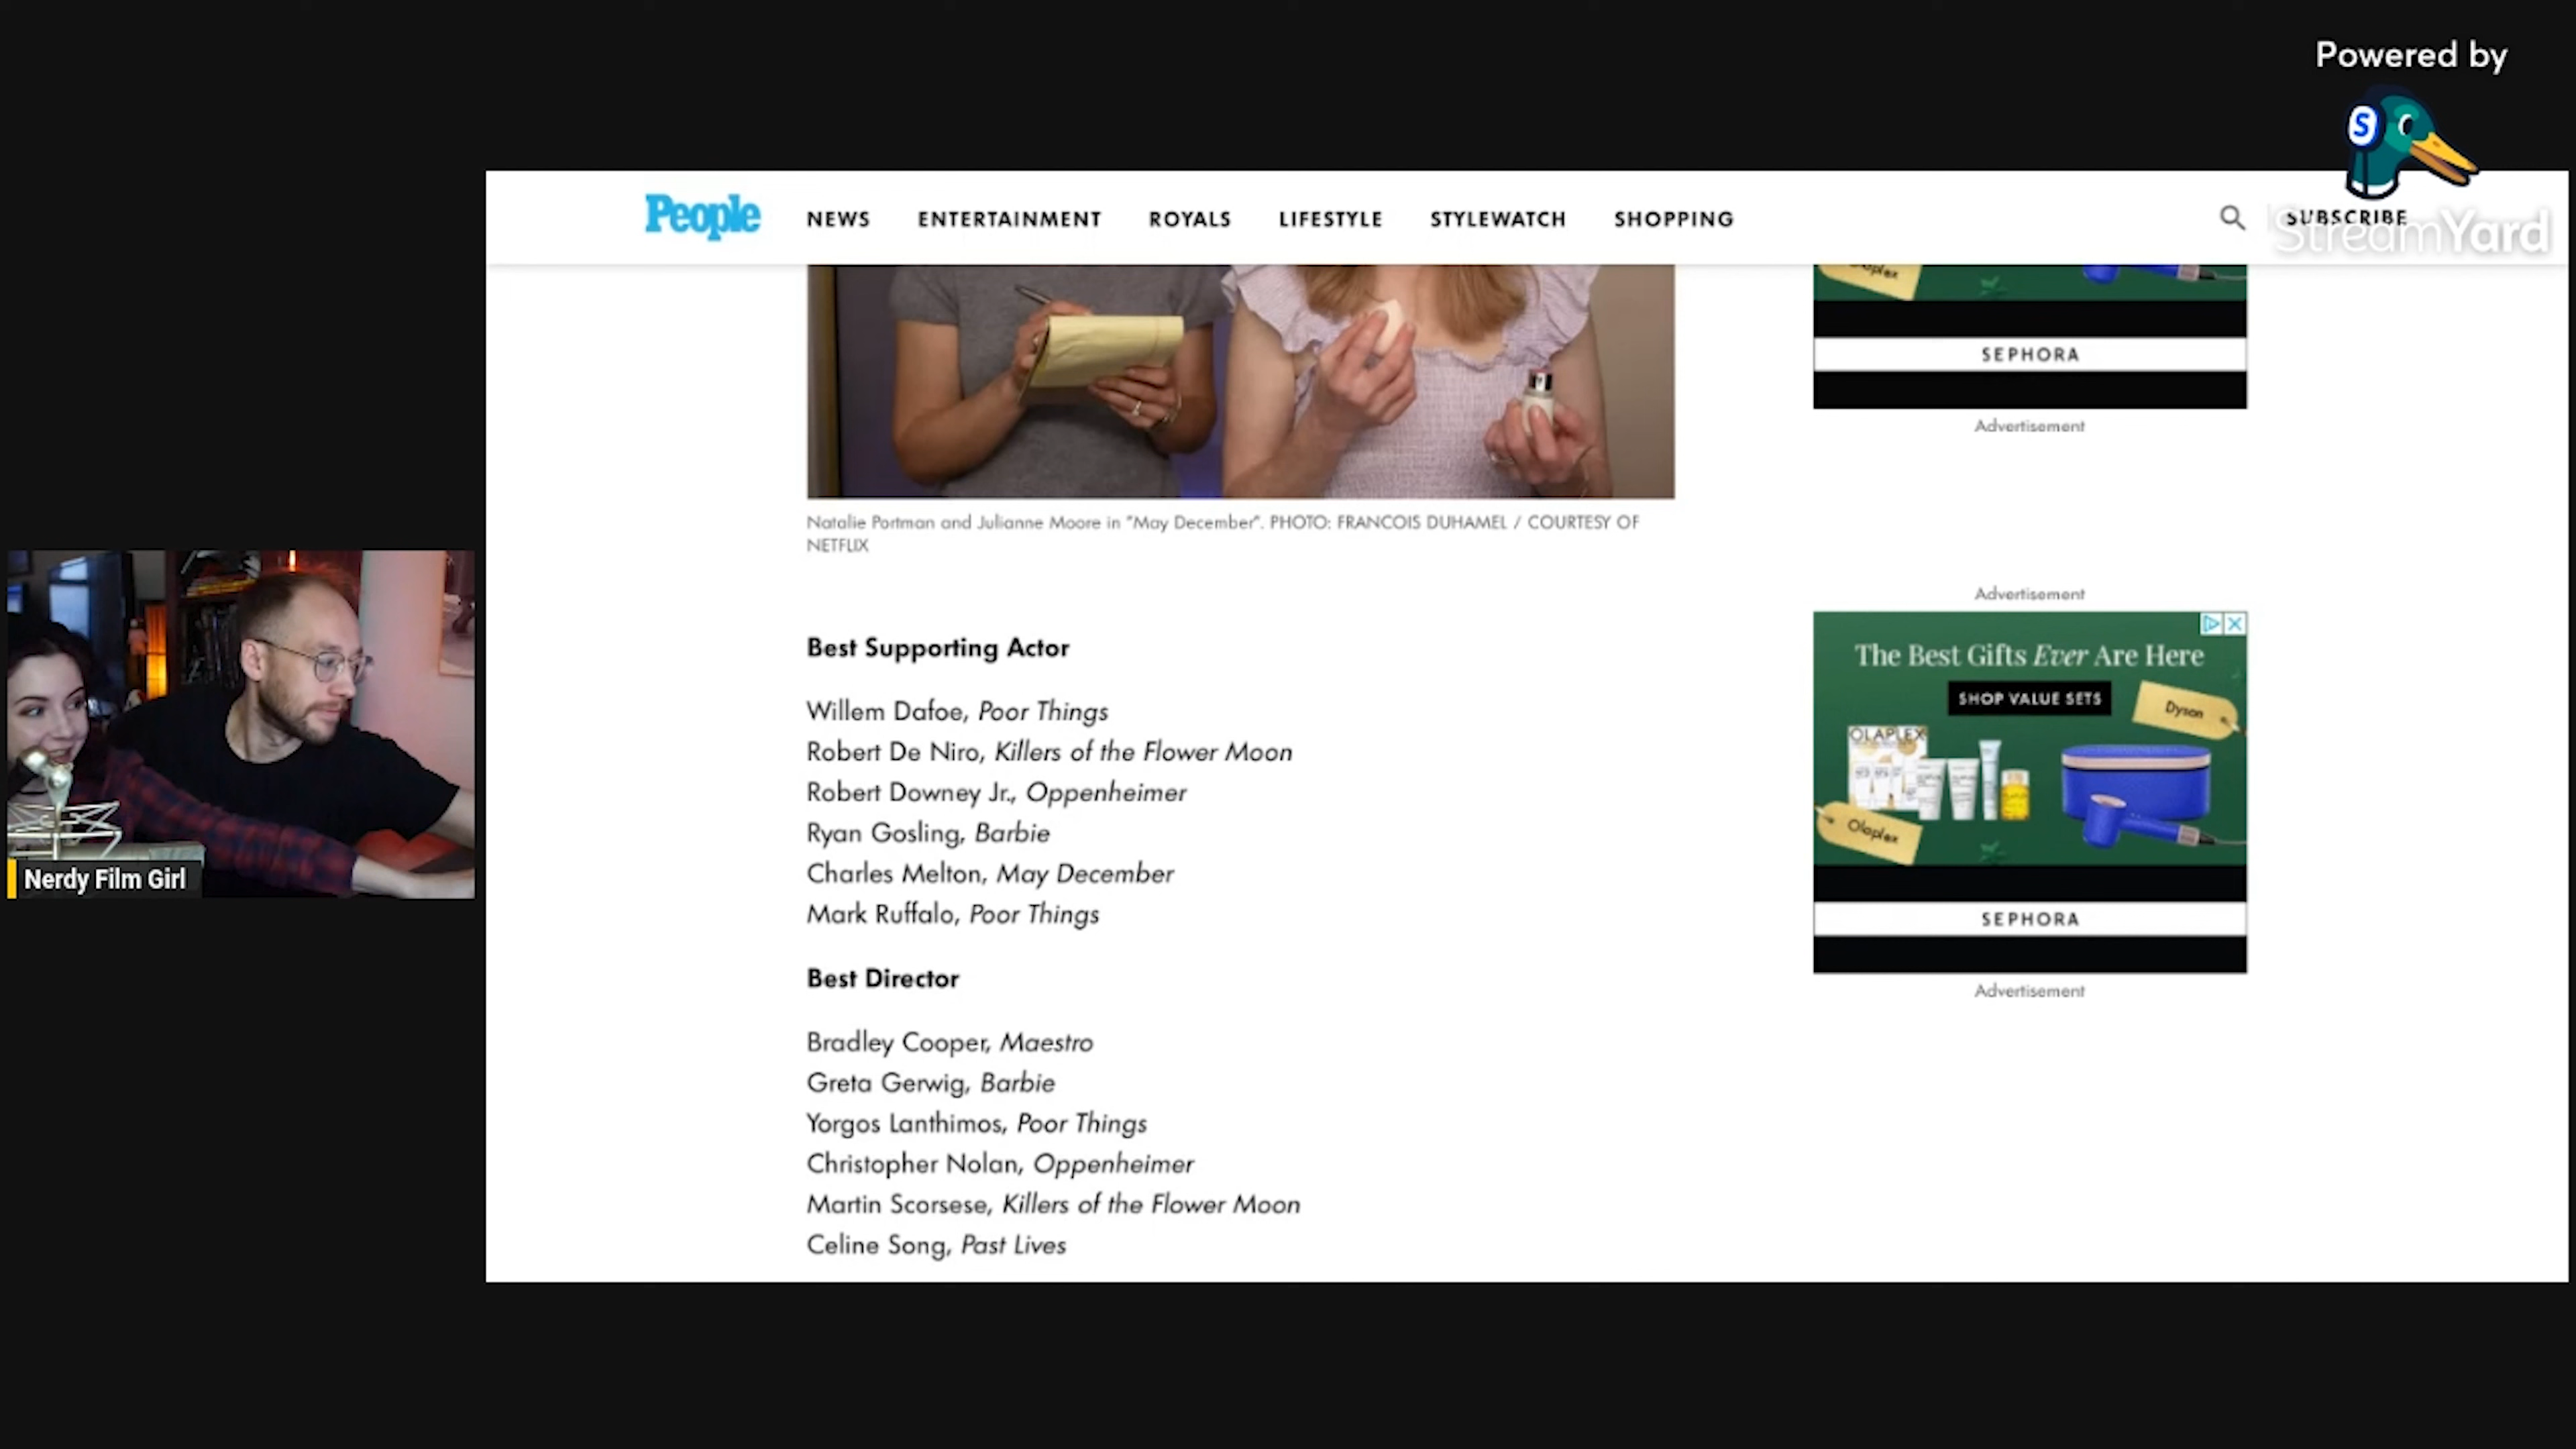 Powered by
S
StreamYard
People
NEWS
ENTERTAINMENT
ROYALS
LIFESTYLE
STYLEWATCH
SHOPPING
SUBSCRIBE
Olaplex
SEPHORA
Advertisement
Natalie Portman and Julianne Moore in "May December". PHOTO: FRANCOIS DUHAMEL / COURTESY OF
NETFLIX
Advertisement
The Best Gifts Ever Are Here
SHOP VALUE SETS
Dyson
OLAPLEX
Olaplex
SEPHORA
Advertisement
Best Supporting Actor
Willem Dafoe, Poor Things
Robert De Niro, Killers of the Flower Moon
Robert Downey Jr., Oppenheimer
Ryan Gosling, Barbie
Charles Melton, May December
Mark Ruffalo, Poor Things
Nerdy Film Girl
Best Director
Bradley Cooper, Maestro
Greta Gerwig, Barbie
Yorgos Lanthimos, Poor Things
Christopher Nolan, Oppenheimer
Martin Scorsese, Killers of the Flower Moon
Celine Song, Past Lives